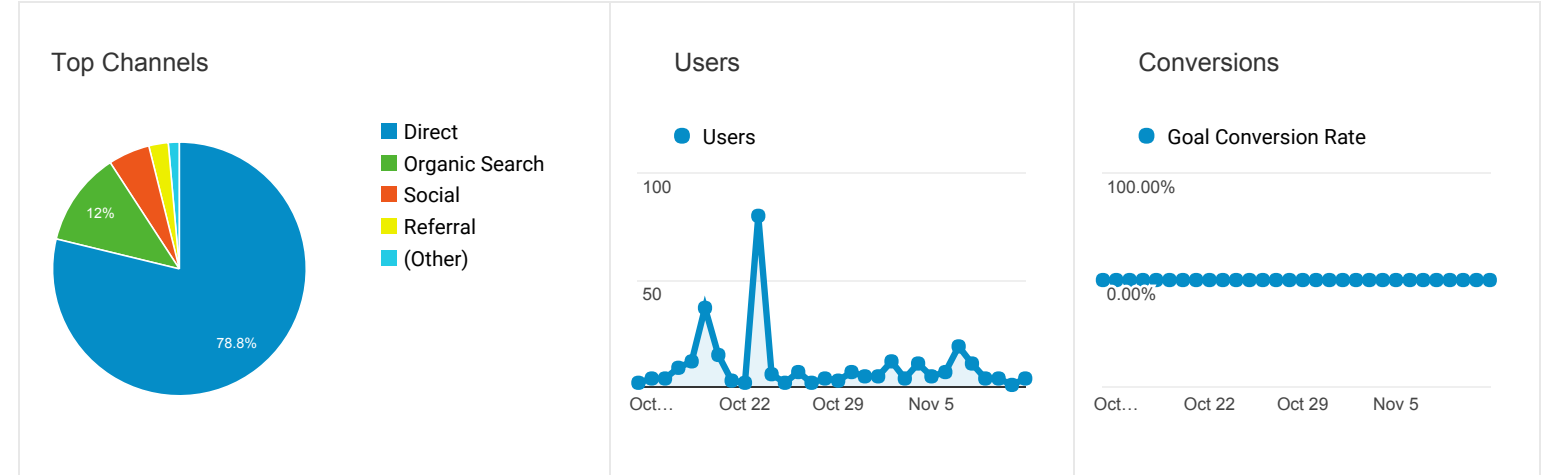 Top Channels
Direct
Organic Search
Social
Referral
(Other)
12%
78.8%
Users
Users
100
50
Oct…
Oct 22
Oct 29
Nov 5
Conversions
Goal Conversion Rate
100.00%
0.00%
Oct…
Oct 22
Oct 29
Nov 5